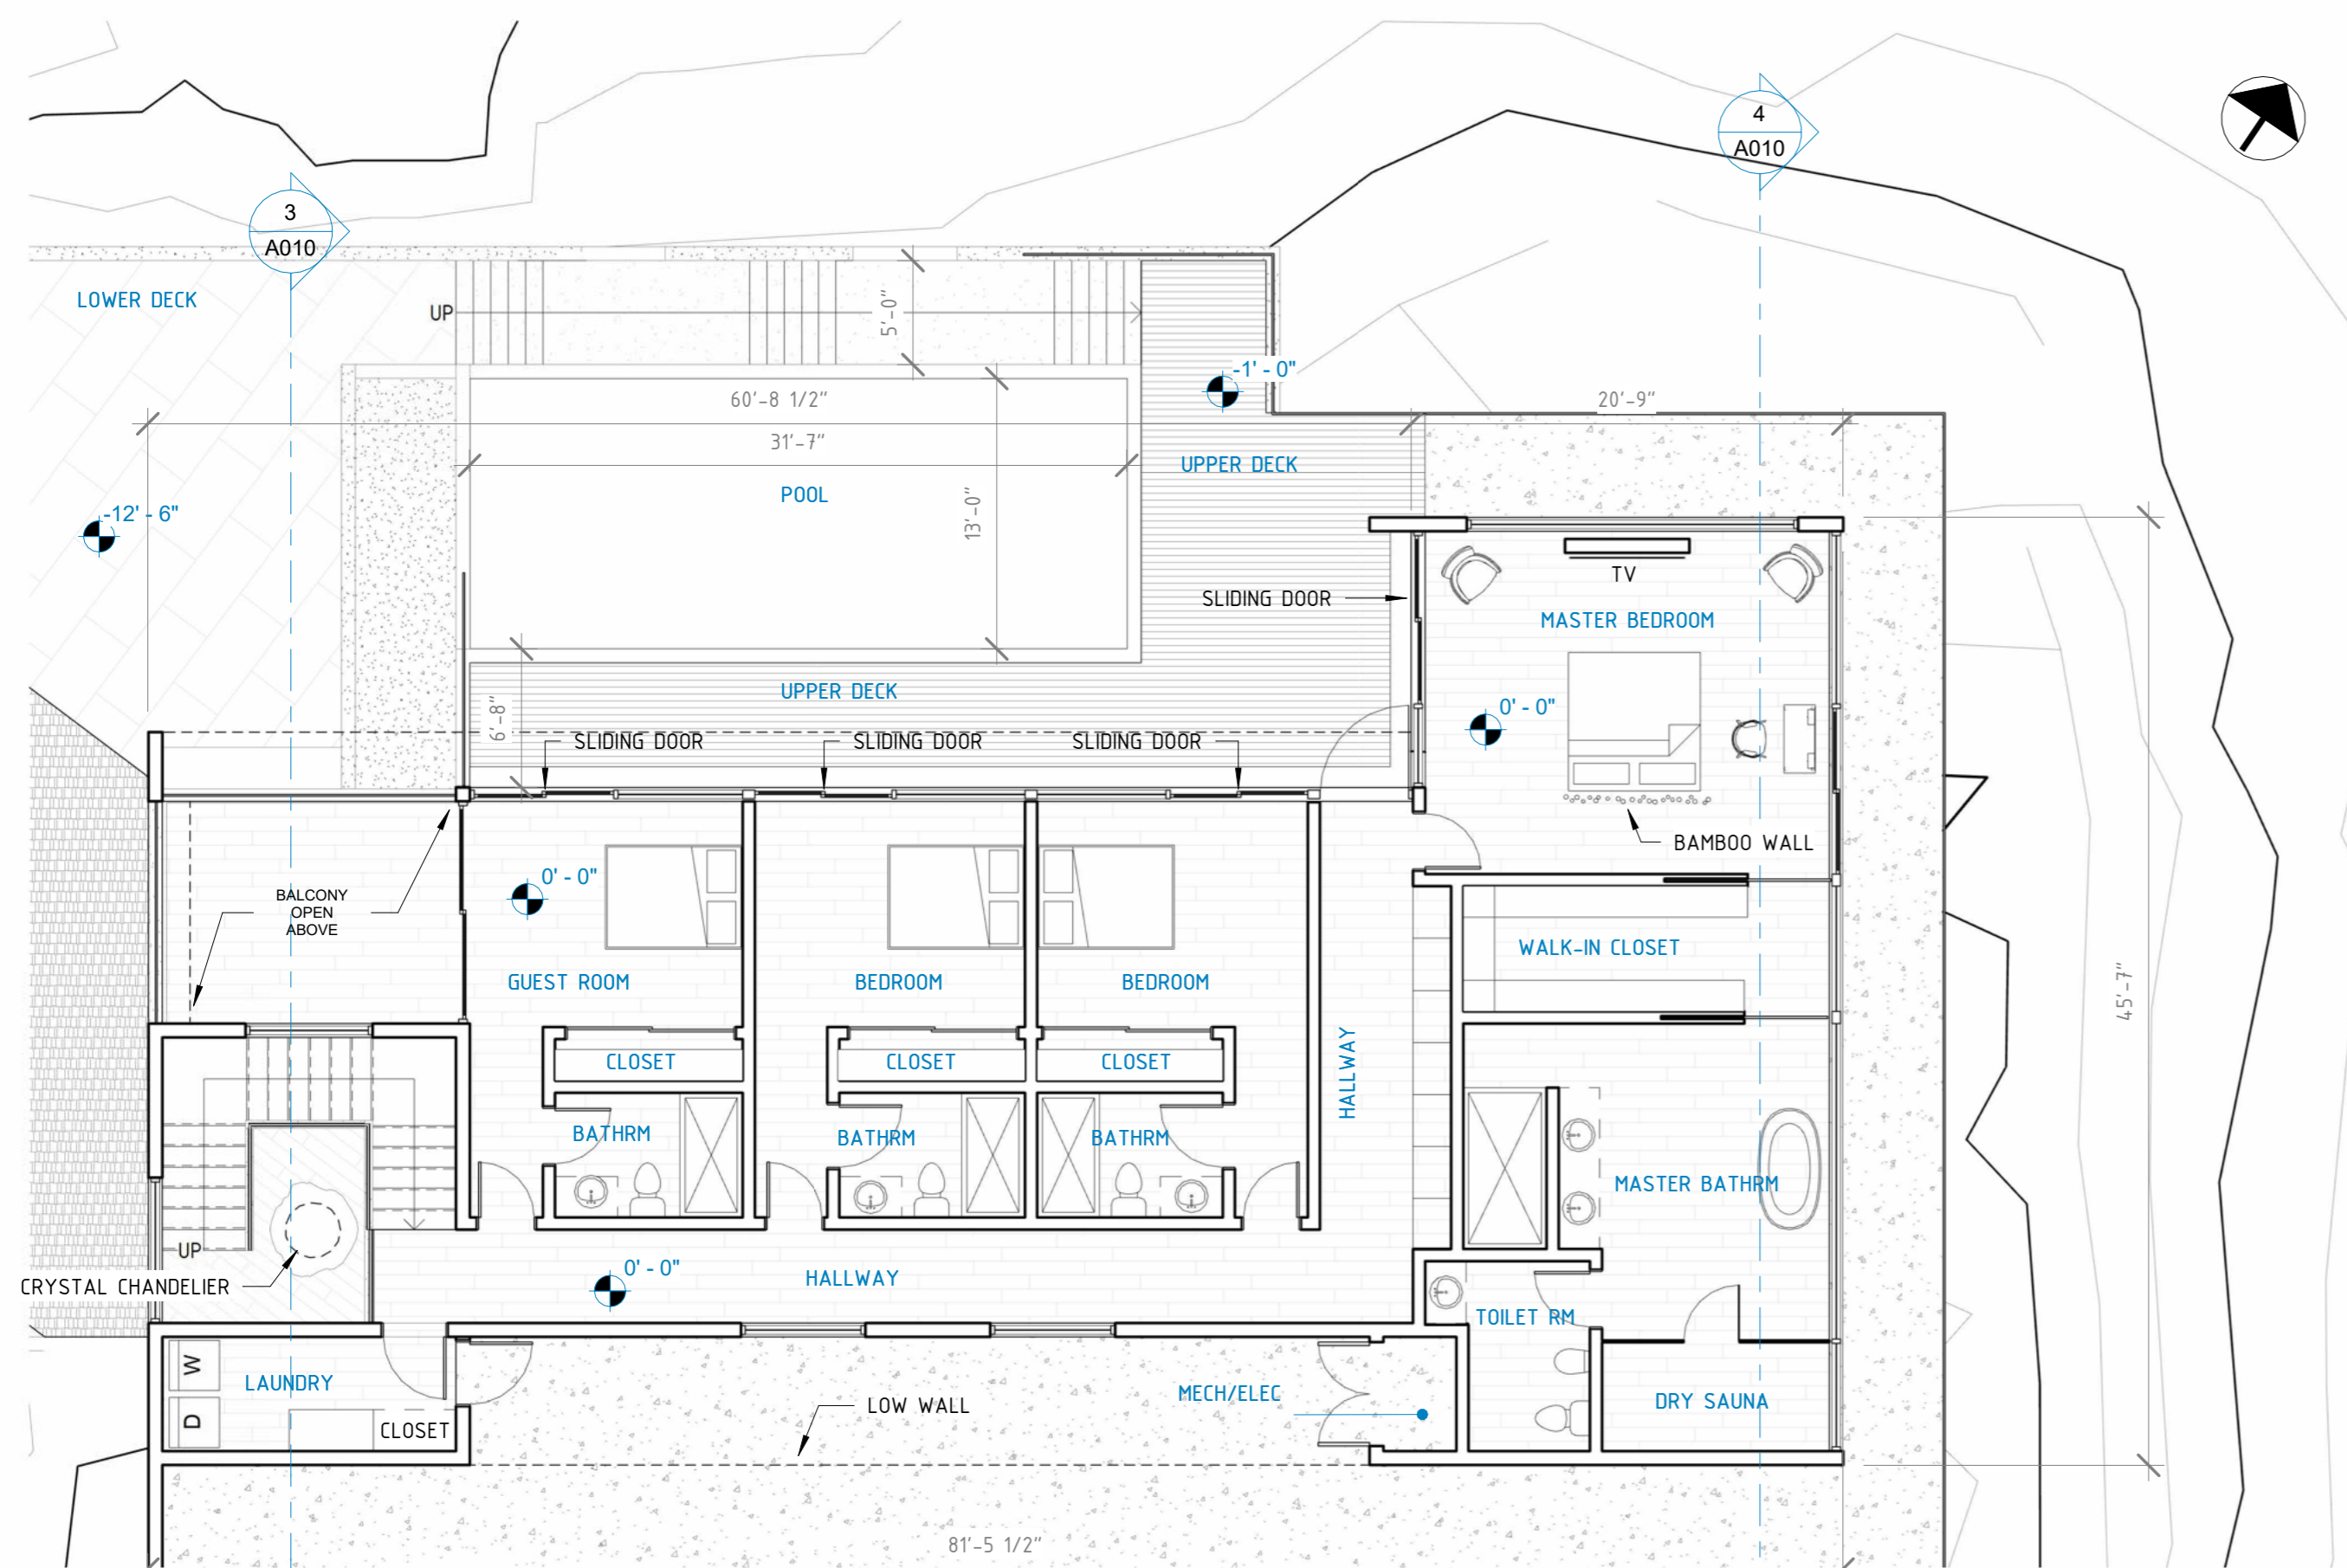 3
A010
4
A010
LOWER DECK
UP
5'-0"
-1' - 0"
60'-8 1/2"
20'-9"
31'-7"
UPPER DECK
POOL
13'-0"
-12' - 6"
TV
SLIDING DOOR
MASTER BEDROOM
UPPER DECK
6'-8"
0' - 0"
SLIDING DOOR
SLIDING DOOR
SLIDING DOOR
BAMBOO WALL
0' - 0"
BALCONY
OPEN
ABOVE
WALK-IN CLOSET
GUEST ROOM
BEDROOM
BEDROOM
45'-7"
CLOSET
CLOSET
CLOSET
HALLWAY
BATHRM
BATHRM
BATHRM
MASTER BATHRM
UP
CRYSTAL CHANDELIER
0' - 0"
HALLWAY
TOILET RM
W
LAUNDRY
D
CLOSET
LOW WALL
MECH/ELEC
DRY SAUNA
81'-5 1/2"